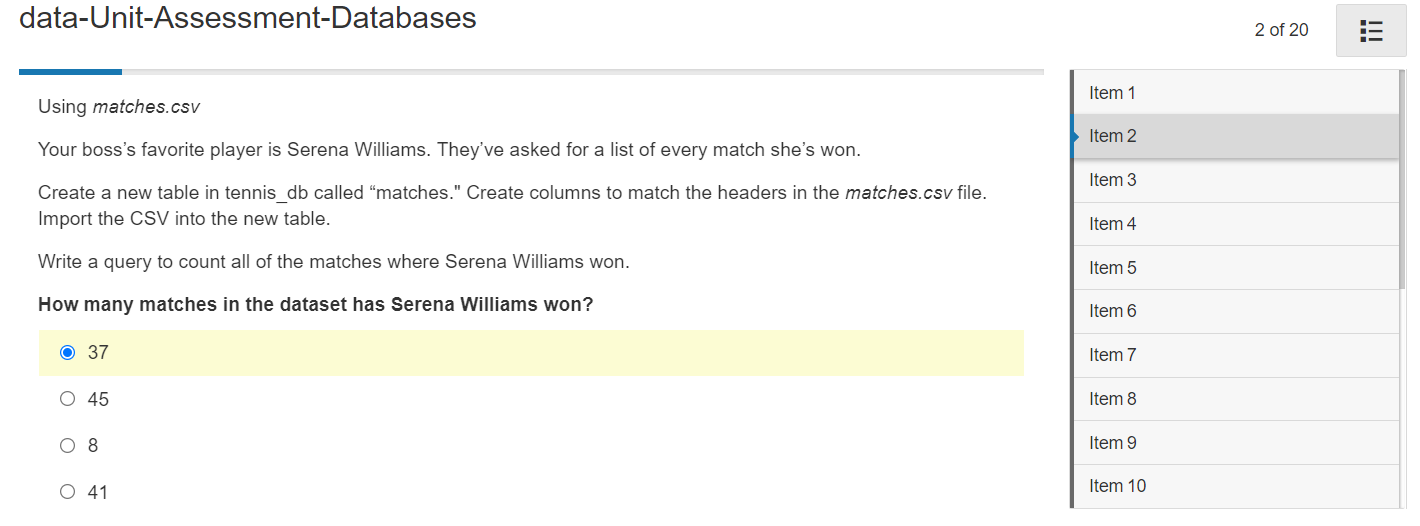 data-Unit-Assessment-Databases
2 of 20
Using matches.csv
Your boss’s favorite player is Serena Williams. They’ve asked for a list of every match she’s won.
Create a new table in tennis_db called “matches." Create columns to match the headers in the matches.csv file.
Import the CSV into the new table.
Write a query to count all of the matches where Serena Williams won.
How many matches in the dataset has Serena Williams won?
37
45
8
41
Item 1
Item 2
Item 3
Item 4
Item 5
Item 6
Item 7
Item 8
Item 9
Item 10